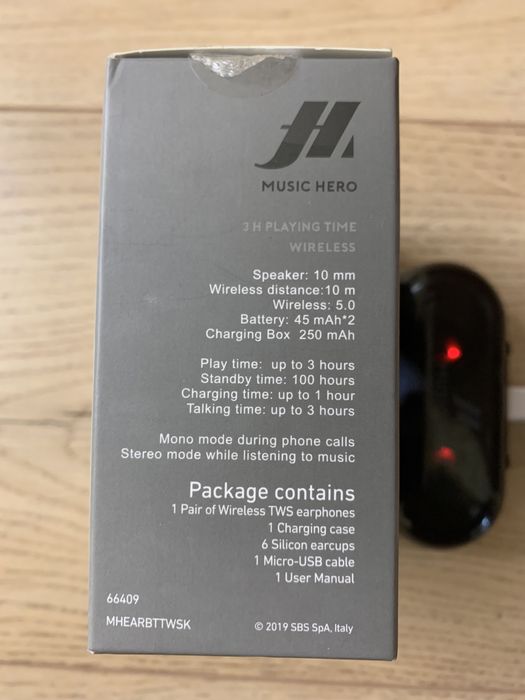 MUSIC HERO
3 H PLAYING TIME
WIRELESS
Speaker: 10 mm
Wireless distance:10 m
Wireless: 5.0
Battery: 45 mAh*2
Charging Box 250 mAh
Play time: up to 3 hours
Standby time: 100 hours
Charging time: up to 1 hour
Talking time: up to 3 hours
Mono mode during phone calls
Stereo mode while listening to music
Package contains
1 Pair of Wireless TWS earphones
1 Charging case
6 Silicon earcups
1 Micro-USB cable
1 User Manual
66409
MHEARBTTWSK
© 2019 SBS SpA, Italy